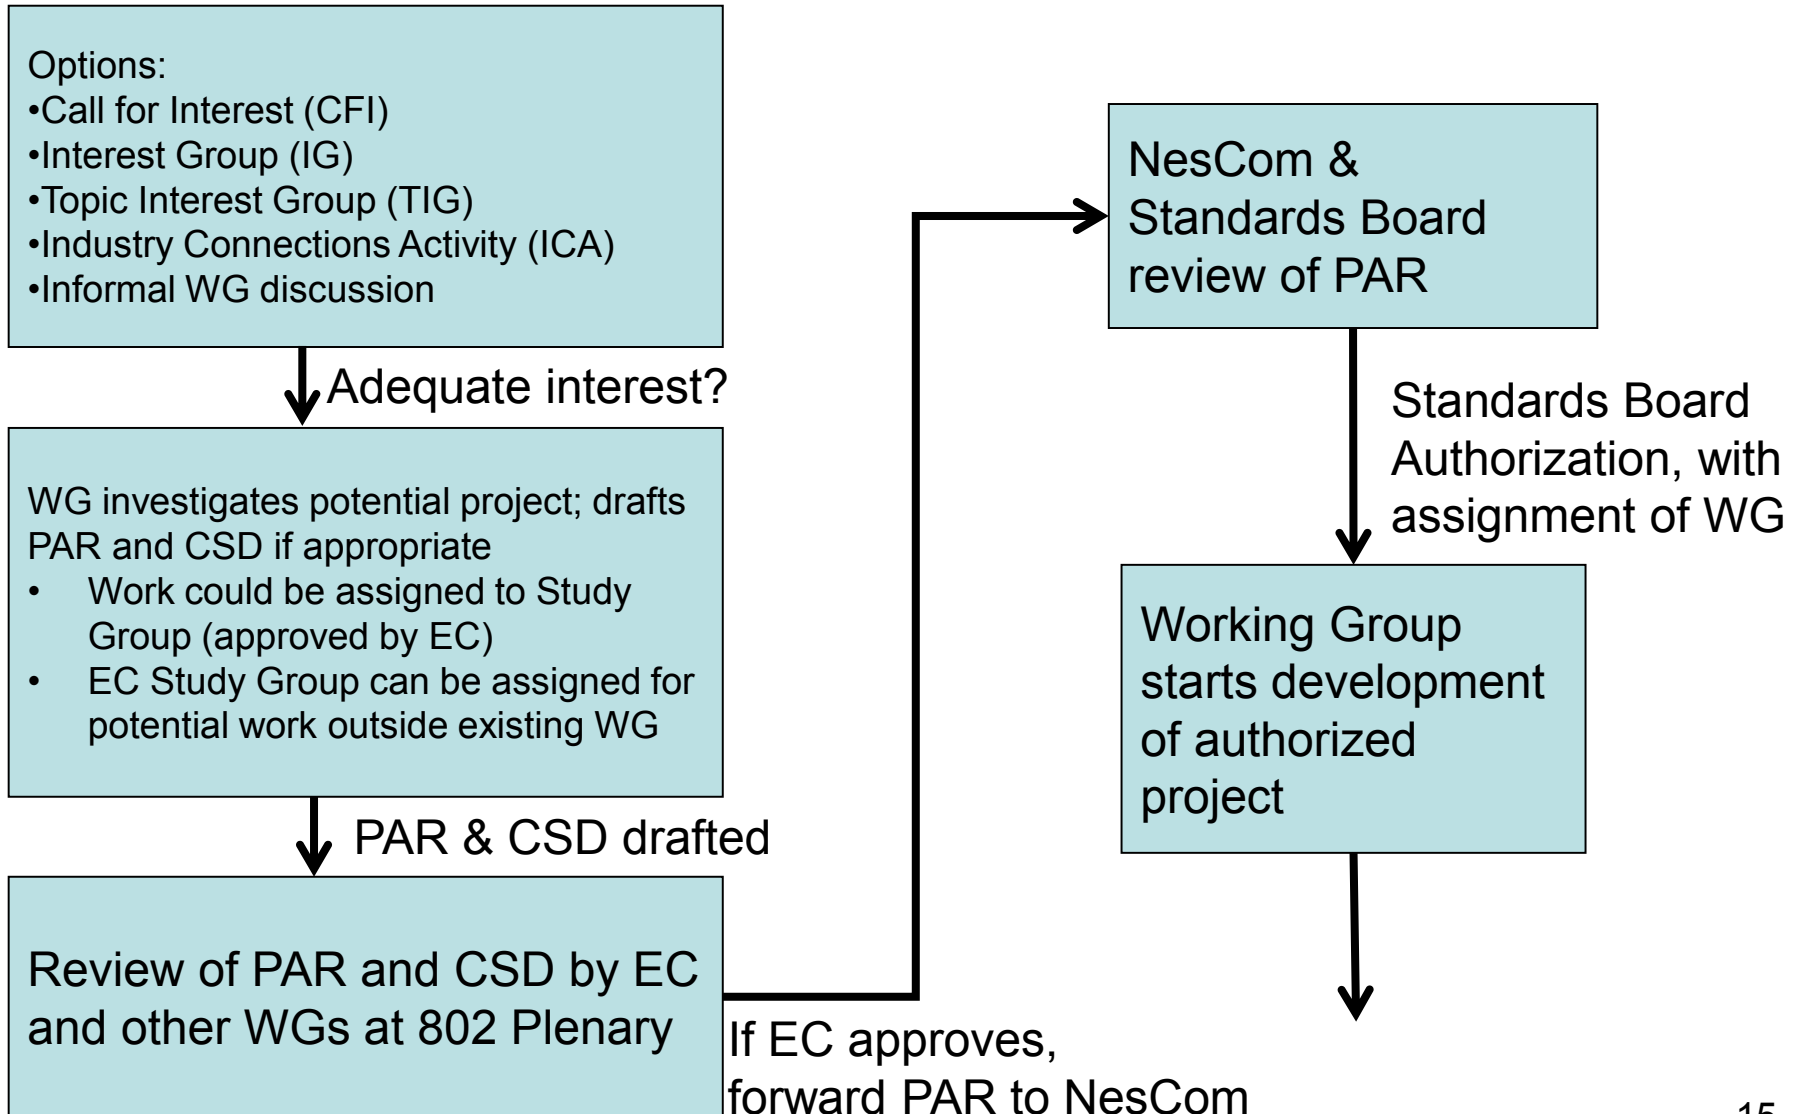 Options:
•Call for Interest (CFI)
•Interest Group (IG)
•Topic Interest Group (TIG)
•Industry Connections Activity (ICA)
•Informal WG discussion
Adequate interest?
WG investigates potential project; drafts
PAR and CSD if appropriate
• Work could be assigned to Study
Group (approved by EC)
• EC Study Group can be assigned for
potential work outside existing WG
PAR & CSD drafted
Review of PAR and CSD by EC
and other WGs at 802 Plenary
If EC approves,
forward PAR to NesCom
NesCom &
Standards Board
review of PAR
Standards Board
Authorization, with
assignment of WG
Working Group
starts development
of authorized
project
15